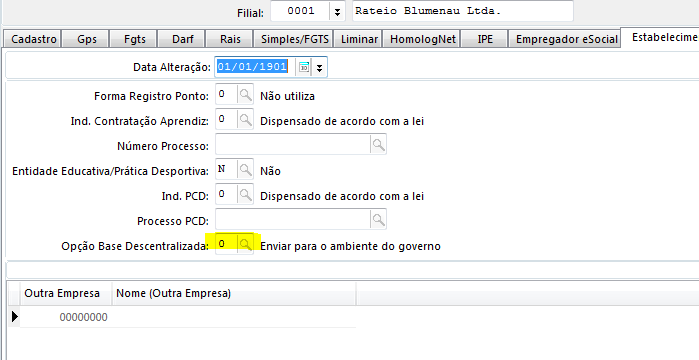 Filial: 0001 Rateio Blumenau Ltda.
Cadastro Gps Fgts Darf Rais Simples/FGTS Liminar HomologNet IPE Empregador eSocial Estabelecime
Data Alteração: 01/01/1901
Forma Registro Ponto: 0 Não utiliza
Ind. Contratação Aprendiz: 0 Dispensado de acordo com a lei
Número Processo:
Entidade Educativa/Prática Desportiva: N Não
Ind. PCD: 0 Dispensado de acordo com a lei
Processo PCD:
Opção Base Descentralizada: 0 Enviar para o ambiente do governo
Outra Empresa Nome (Outra Empresa)
00000000